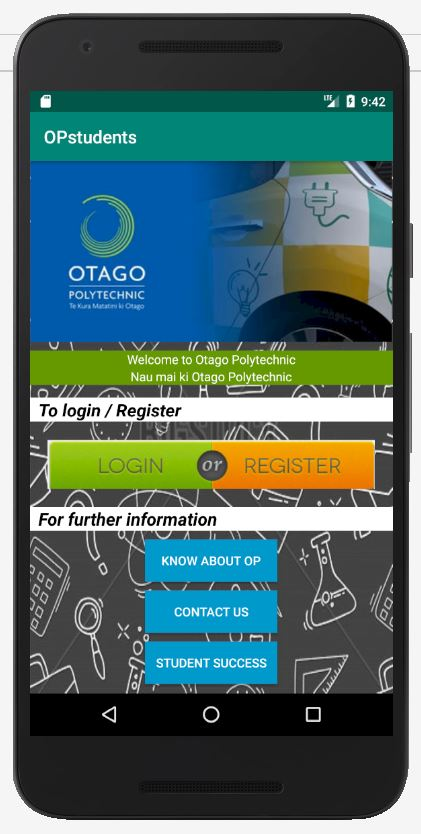 LTE 9:42
OPstudents
OTAGO
POLYTECHNIC
Te Kura Matatini ki Otago
Welcome to Otago Polytechnic
Nau mai ki Otago Polytechnic
To login / Register
LOGIN or REGISTER
For further information
KNOW ABOUT OP
CONTACT US
STUDENT SUCCESS